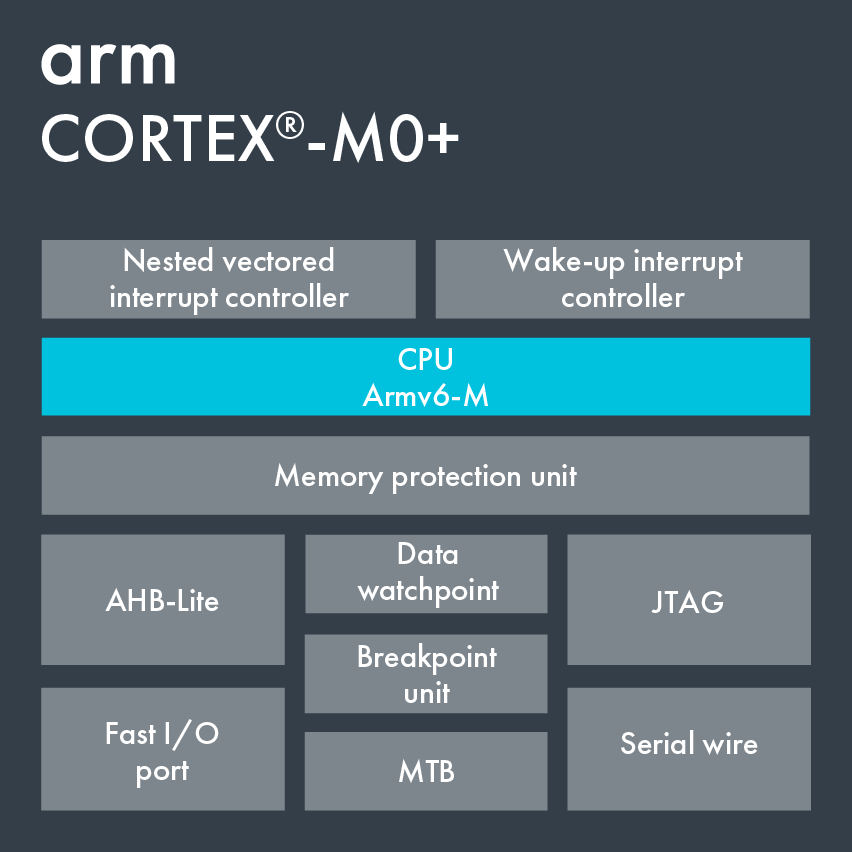 arm
CORTEX®-M0+
Nested vectored
interrupt controller
Wake-up interrupt
controller
CPU
Armv6-M
Memory protection unit
AHB-Lite
Fast I/O
port
Data
watchpoint
Breakpoint
unit
MTB
JTAG
Serial wire